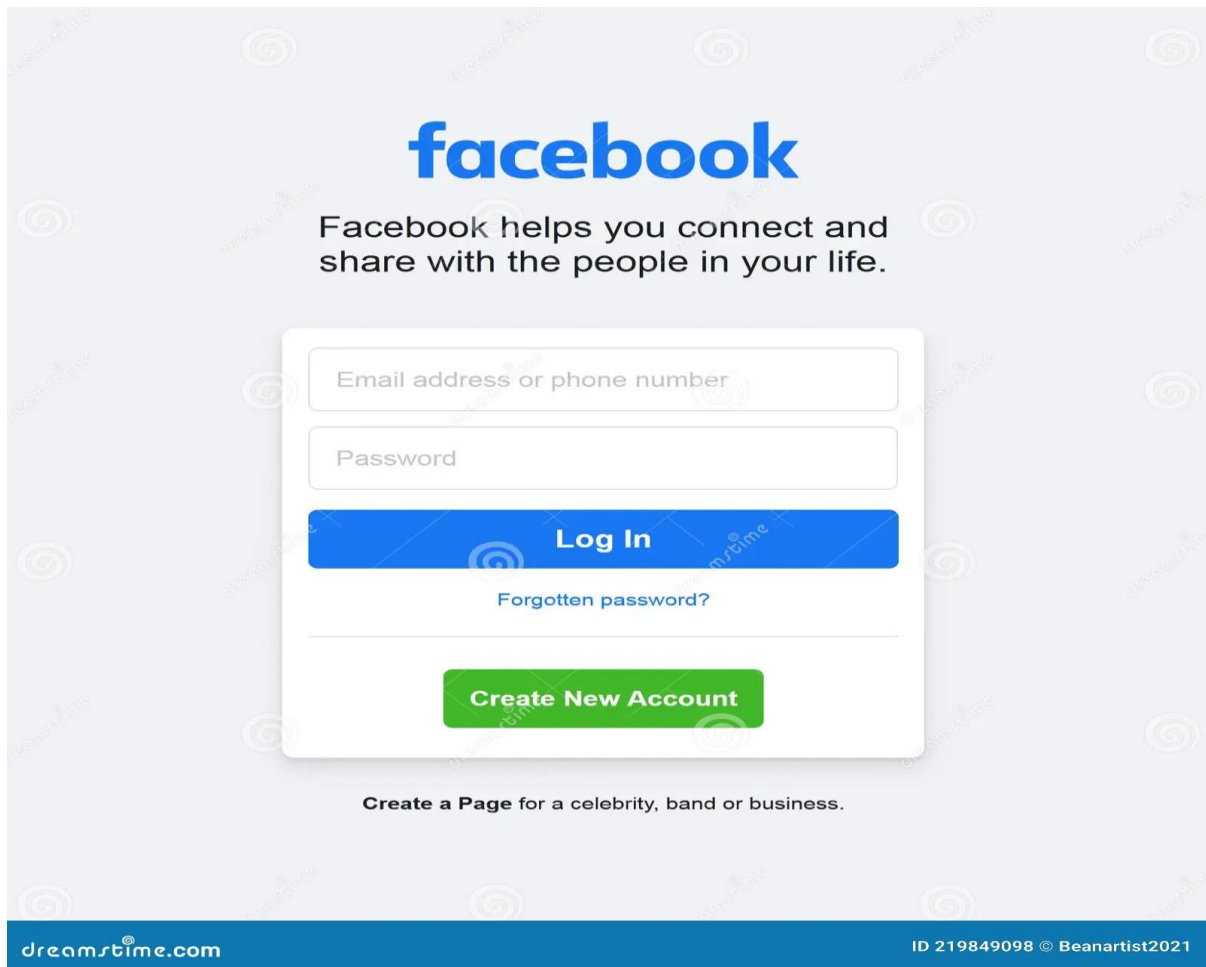 facebook
Facebook helps you connect and
share with the people in your life.
Email address or phone number
Password
Log In
Forgotten password?
Create New Account
Create a Page for a celebrity, band or business.
dreamstime.com
ID 219849098 © Beanartist2021